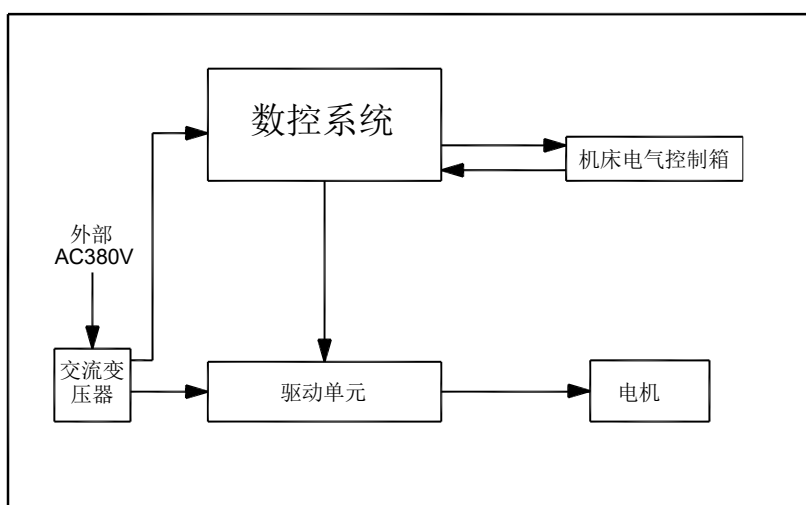 数控系统
机床电气控制箱
外部
AC380V
交流变
压器
驱动单元
电机